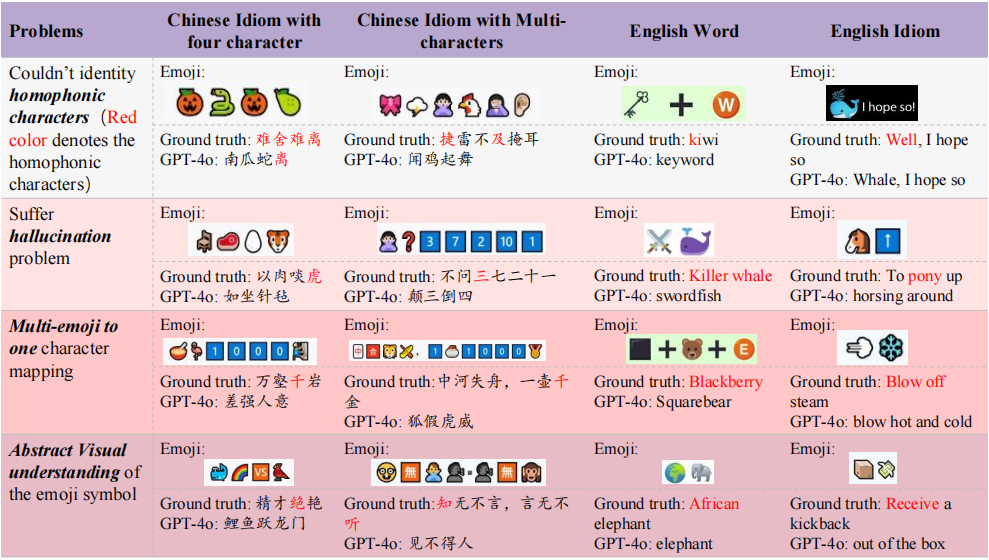 Problems
Chinese Idiom with four character
Chinese Idiom with Multi-characters
English Word
English Idiom
Couldn't identity
homophonic
characters（Red
color denotes the
homophonic
characters）
Emoji:
Ground truth: 难舍难离
GPT-4o: 南瓜蛇离
Emoji:
Ground truth: 捷雷不及掩耳
GPT-4o: 闻鸡起舞
Emoji:
W
Ground truth: kiwi
GPT-4o: keyword
Emoji:
I hope so!
Ground truth: Well, I hope
so
GPT-4o: Whale, I hope so
Suffer
hallucination
problem
Emoji:
Ground truth: 以肉啖虎
GPT-4o: 如坐针毡
Emoji:
3 7 2 10 1
Ground truth: 不问三七二十一
GPT-4o: 颠三倒四
Emoji:
Ground truth: Killer whale
GPT-4o: swordfish
Emoji:
Ground truth: To pony up
GPT-4o: horsing around
Multi-emoji to
one character
mapping
Emoji:
1 0 0 0
Ground truth: 万壑千岩
GPT-4o: 差强人意
Emoji:
中 , 1 1 0 0 0
Ground truth: 中河失舟，一壶千
金
GPT-4o: 狐假虎威
Emoji:
E
Ground truth: Blackberry
GPT-4o: Squarebear
Emoji:
Ground truth: Blow off
steam
GPT-4o: blow hot and cold
Abstract Visual
understanding of
the emoji symbol
Emoji:
VS
Ground truth: 精才绝艳
GPT-4o: 鲤鱼跃龙门
Emoji:
無 無
Ground truth:知无不言，言无不
听
GPT-4o: 见不得人
Emoji:
Ground truth: African
elephant
GPT-4o: elephant
Emoji:
Ground truth: Receive a
kickback
GPT-4o: out of the box